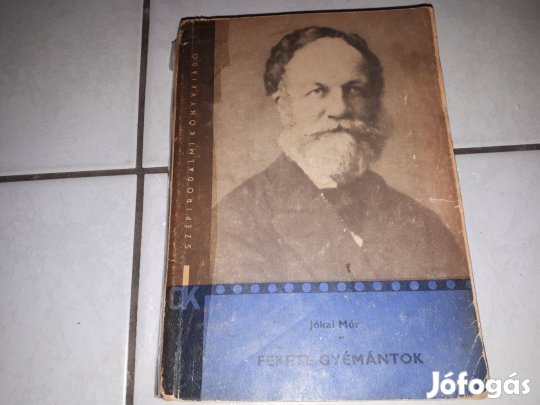 SZÉPIRODALMI KÖNYVKIADÓ
OK
Jókai Mór
FEKETE GYÉMÁNTOK
Jófogás